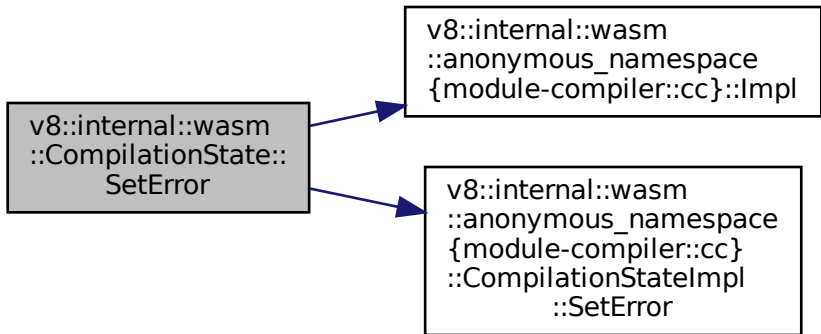 v8::internal::wasm
::CompilationState::
SetError
v8::internal::wasm
::anonymous_namespace
{module-compiler::cc}::Impl
v8::internal::wasm
::anonymous_namespace
{module-compiler::cc}
::CompilationStateImpl
::SetError